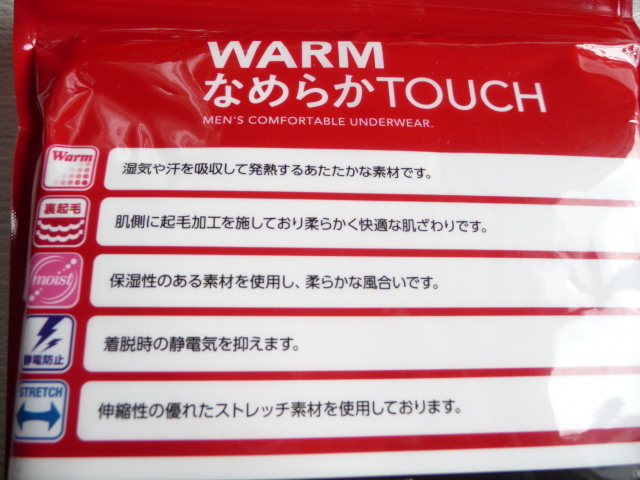 WARM
なめらかTOUCH
MEN'S COMFORTABLE UNDERWEAR.
Warm
湿気や汗を吸収して発熱するあたたかな素材です。
裏起毛
肌側に起毛加工を施しており柔らかく快適な肌ざわりです。
moist
保湿性のある素材を使用し、柔らかな風合いです。
静電防止
着脱時の静電気を抑えます。
STRETCH
伸縮性の優れたストレッチ素材を使用しております。